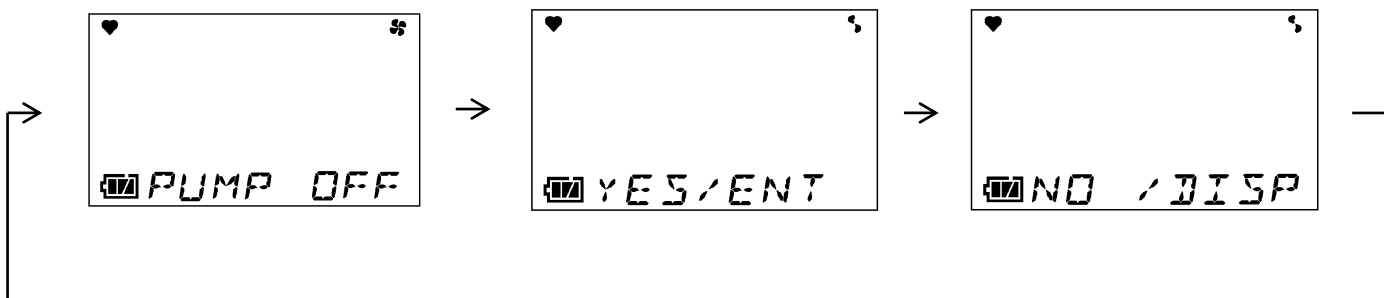 PUMP OFF
YES/ENT
NO /DISP